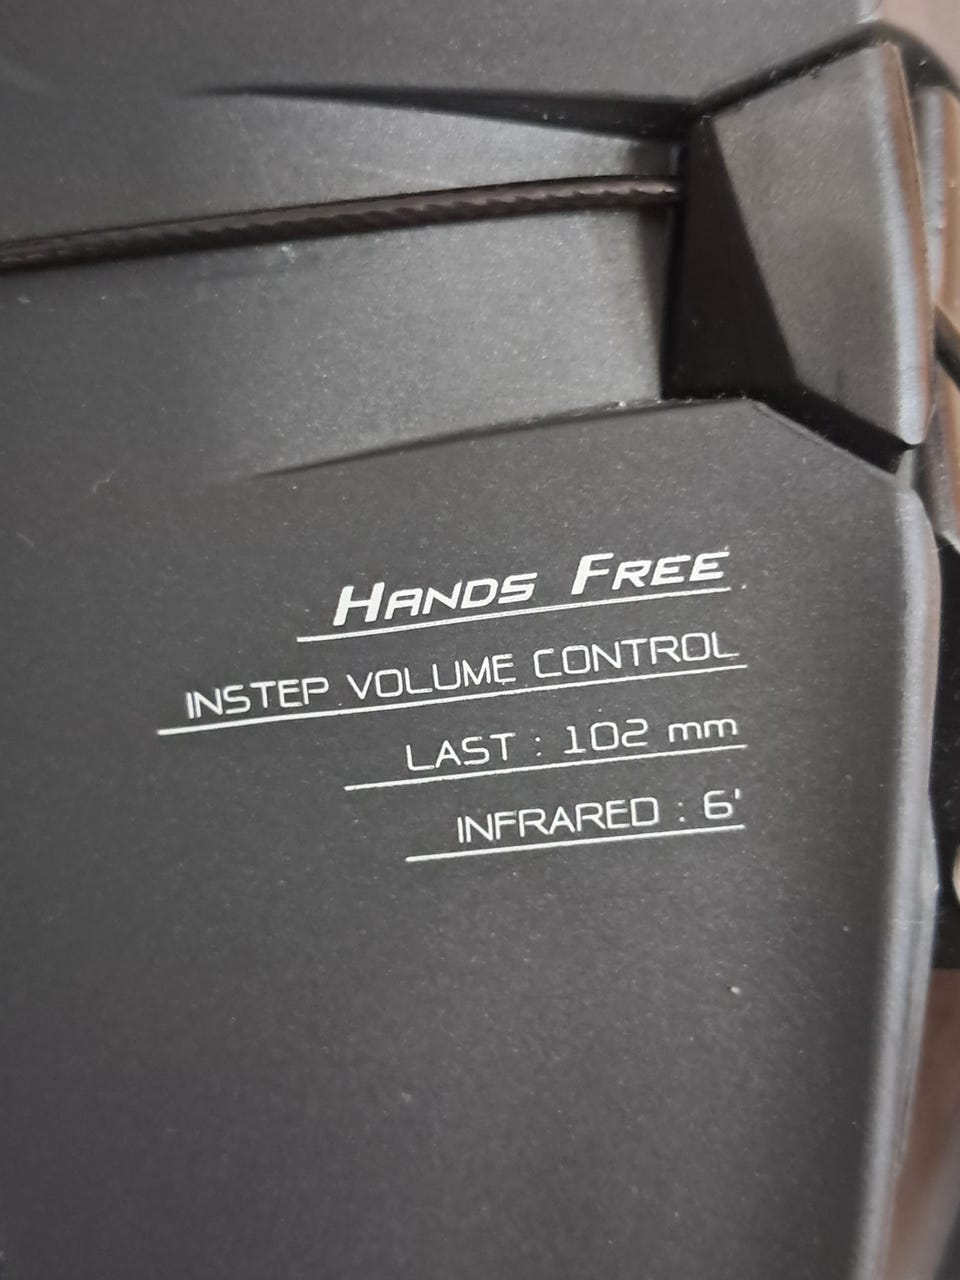 HANDS FREE
INSTEP VOLUME CONTROL
LAST : 102 mm
INFRARED : 6'